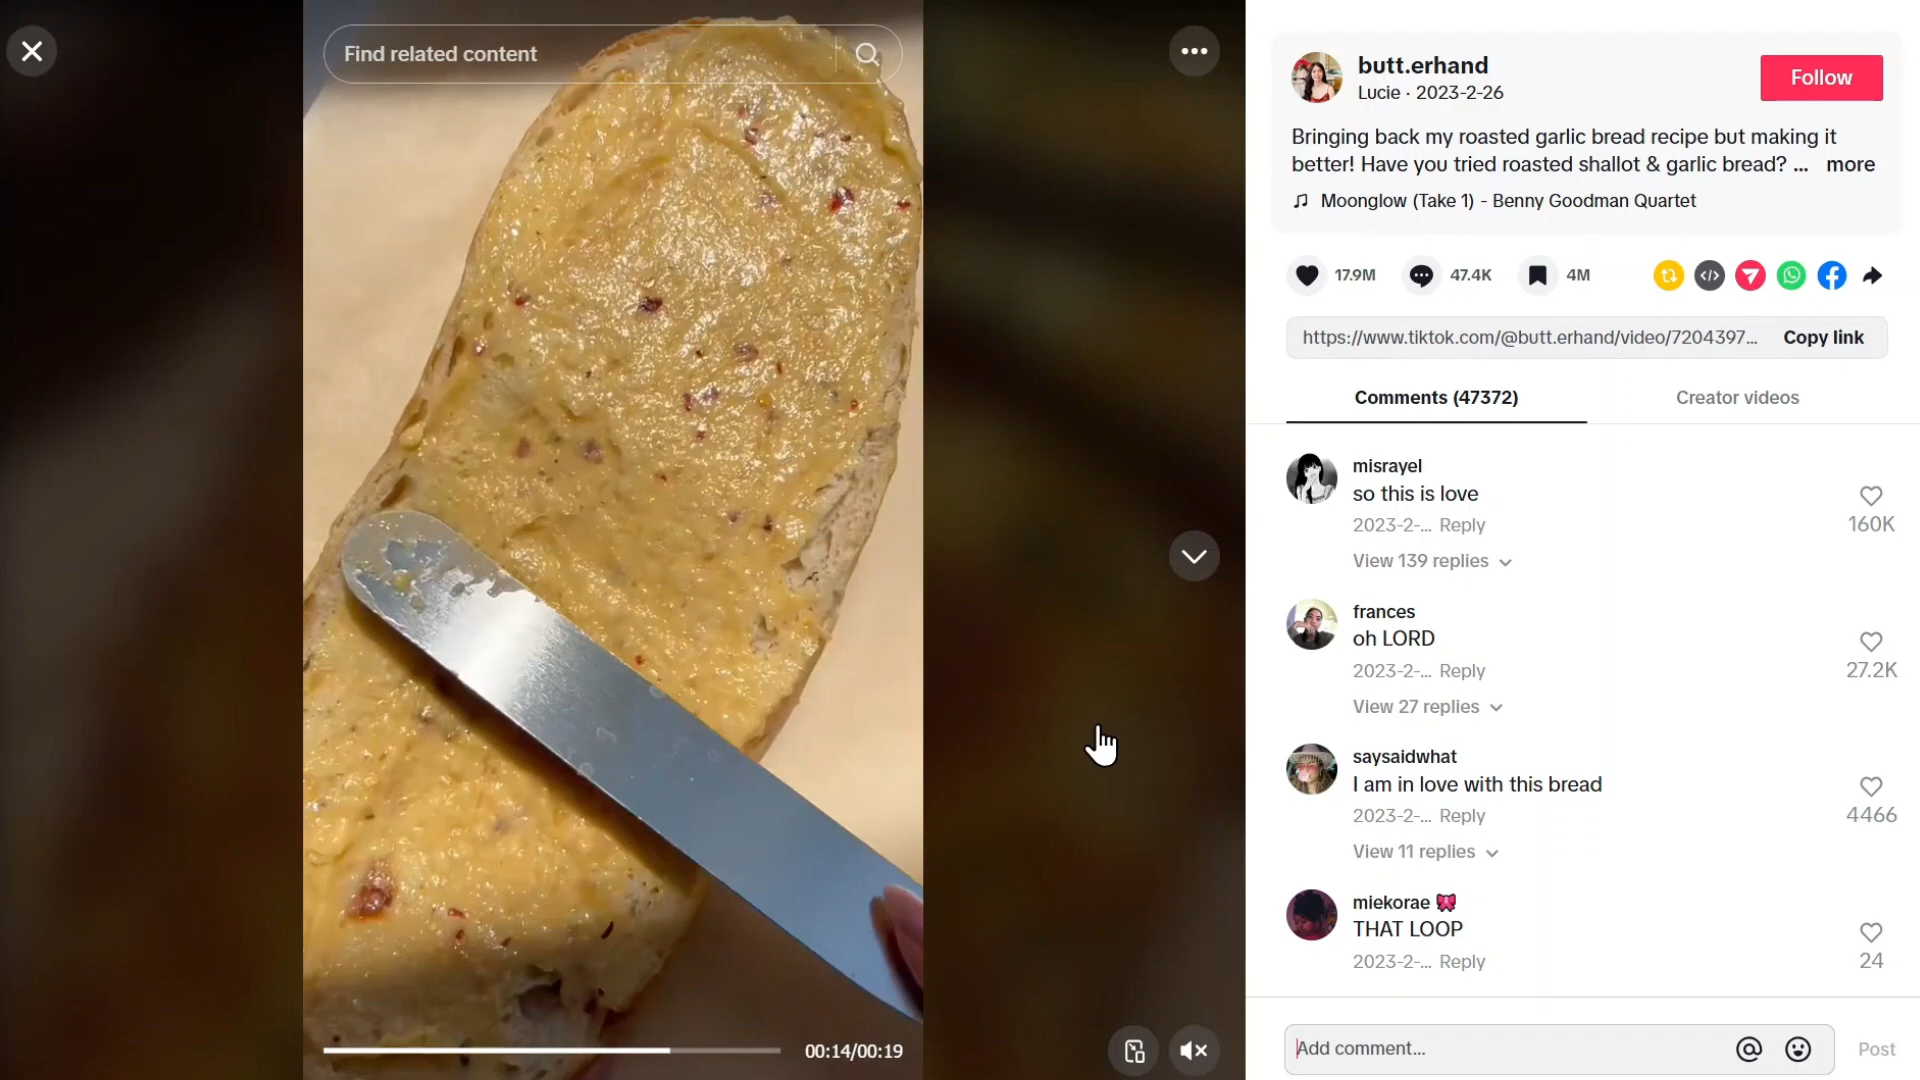 Find related content
butt.erhand
Lucie · 2023-2-26
Follow
Bringing back my roasted garlic bread recipe but making it
better! Have you tried roasted shallot & garlic bread? ... more
Moonglow (Take 1) - Benny Goodman Quartet
17.9M
47.4K
4M
https://www.tiktok.com/@butt.erhand/video/7204397... Copy link
Comments (47372)
Creator videos
misrayel
so this is love
2023-2-... Reply
160K
View 139 replies
frances
oh LORD
2023-2-... Reply
27.2K
View 27 replies
saysaidwhat
I am in love with this bread
2023-2-... Reply
4466
View 11 replies
miekorae 🎀
THAT LOOP
2023-2-... Reply
24
00:14/00:19
Add comment...
Post